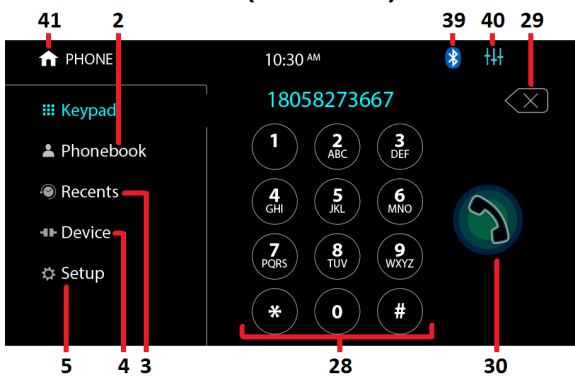 41 2 39 40 29
PHONE 10:30 AM
18058273667
Keypad
1 2 ABC 3 DEF
Phonebook
Recents
4 GHI 5 JKL 6 MNO
Device
7 PQRS 8 TUV 9 WXYZ
Setup
* 0 #
5 4 3 28 30